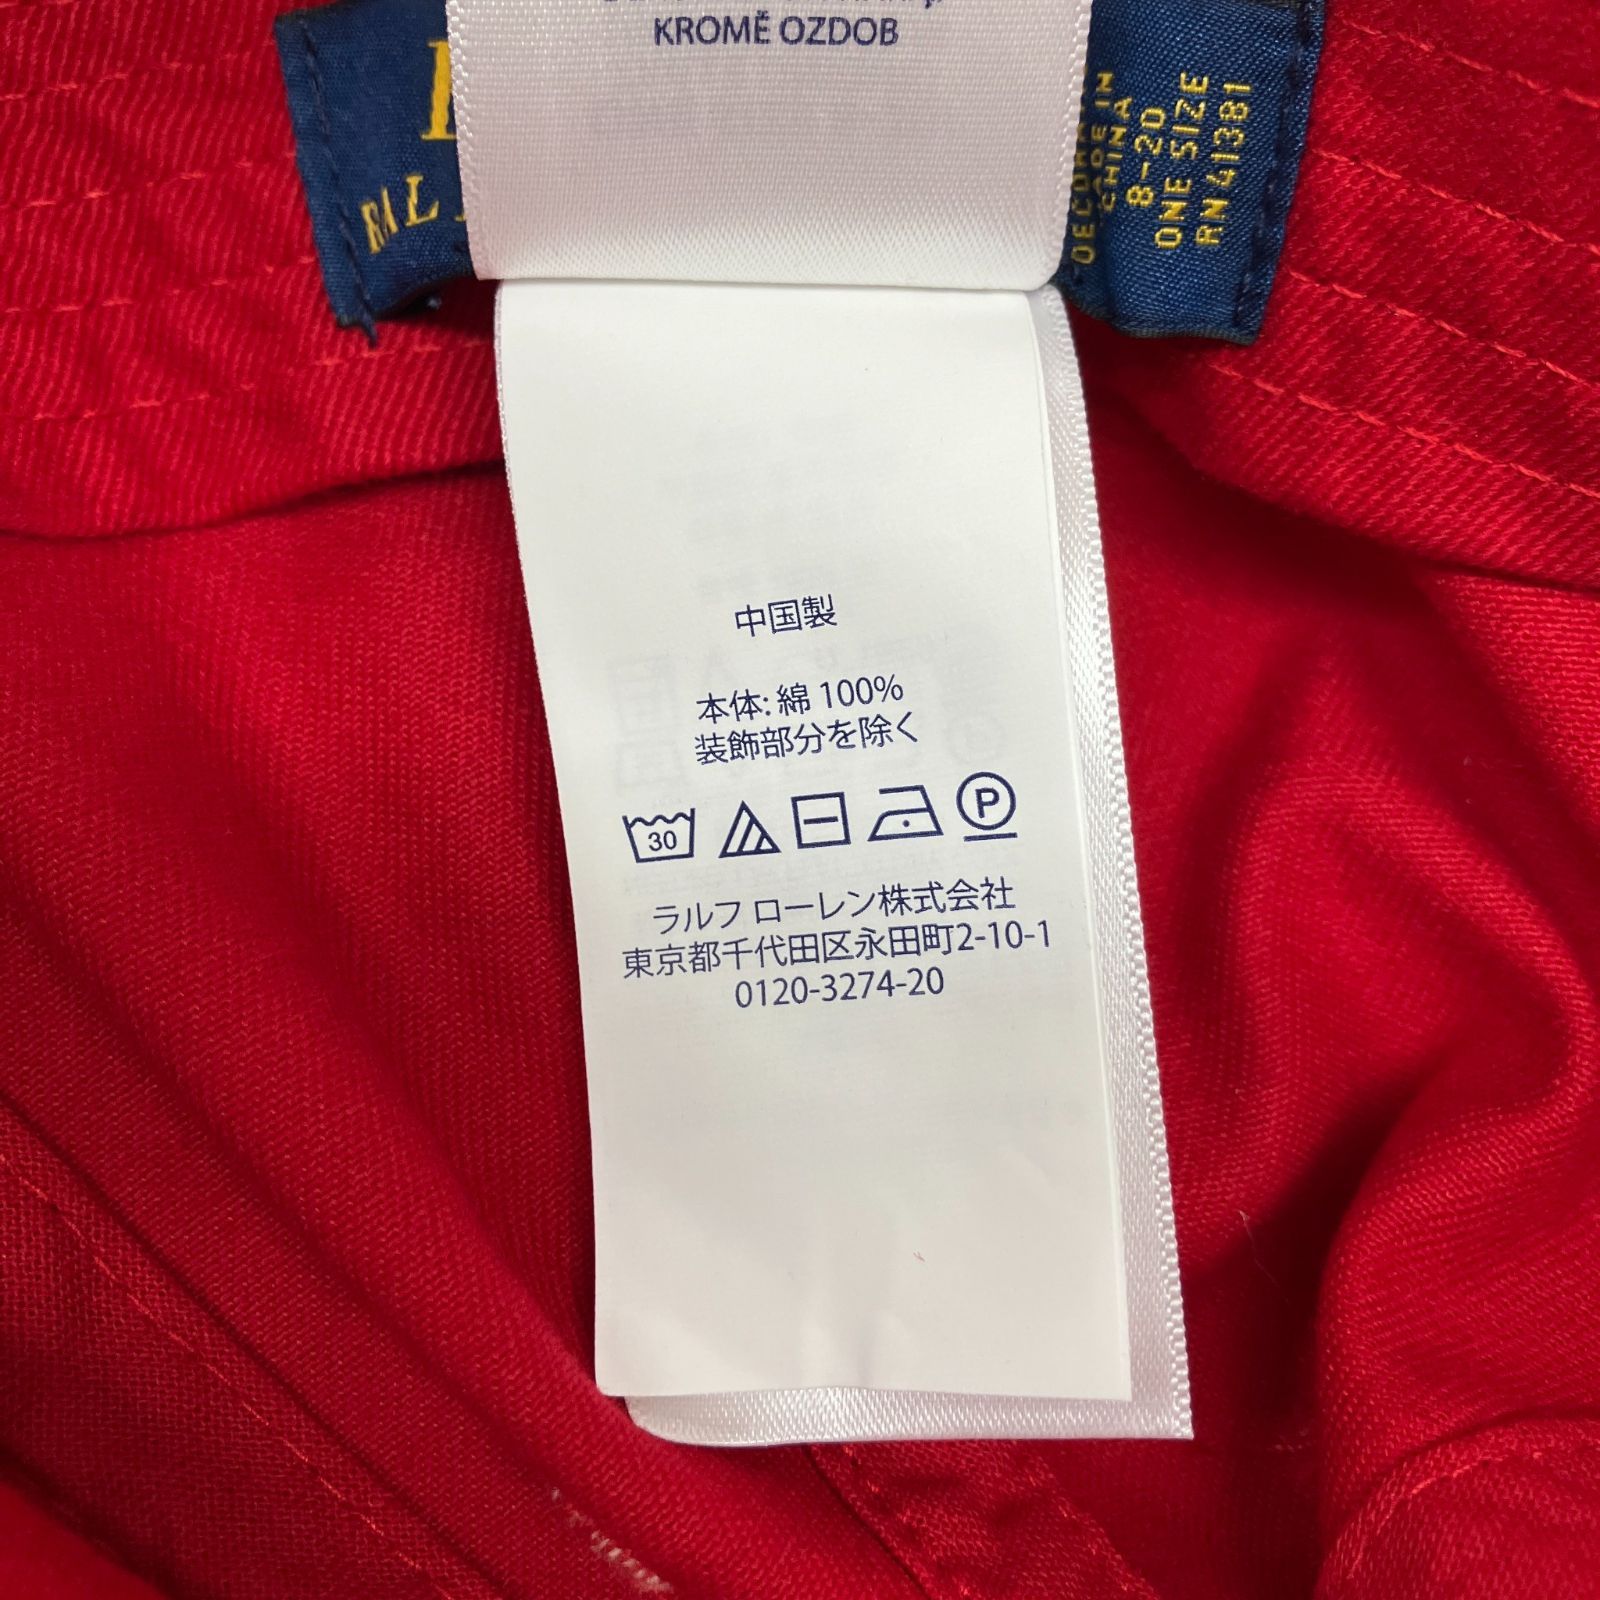 KROMĚ OZDOB
MADE IN
CHINA
8-20
ONE SIZE
RN 41381
中国製
本体: 綿 100%
装飾部分を除く
30
P
ラルフ ローレン株式会社
東京都千代田区永田町2-10-1
0120-3274-20